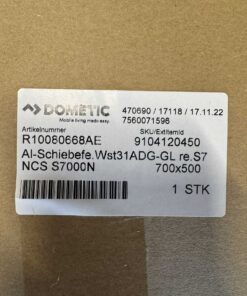 DOMETIC
Mobile living made easy.
470690 / 17118 / 17.11.22
7560071596
Artikelnummer
SKU/ExtItemId
R10080668AE
9104120450
Al-Schiebefe.Wst31ADG-GL re.S7
NCS S7000N
700x500
1 STK